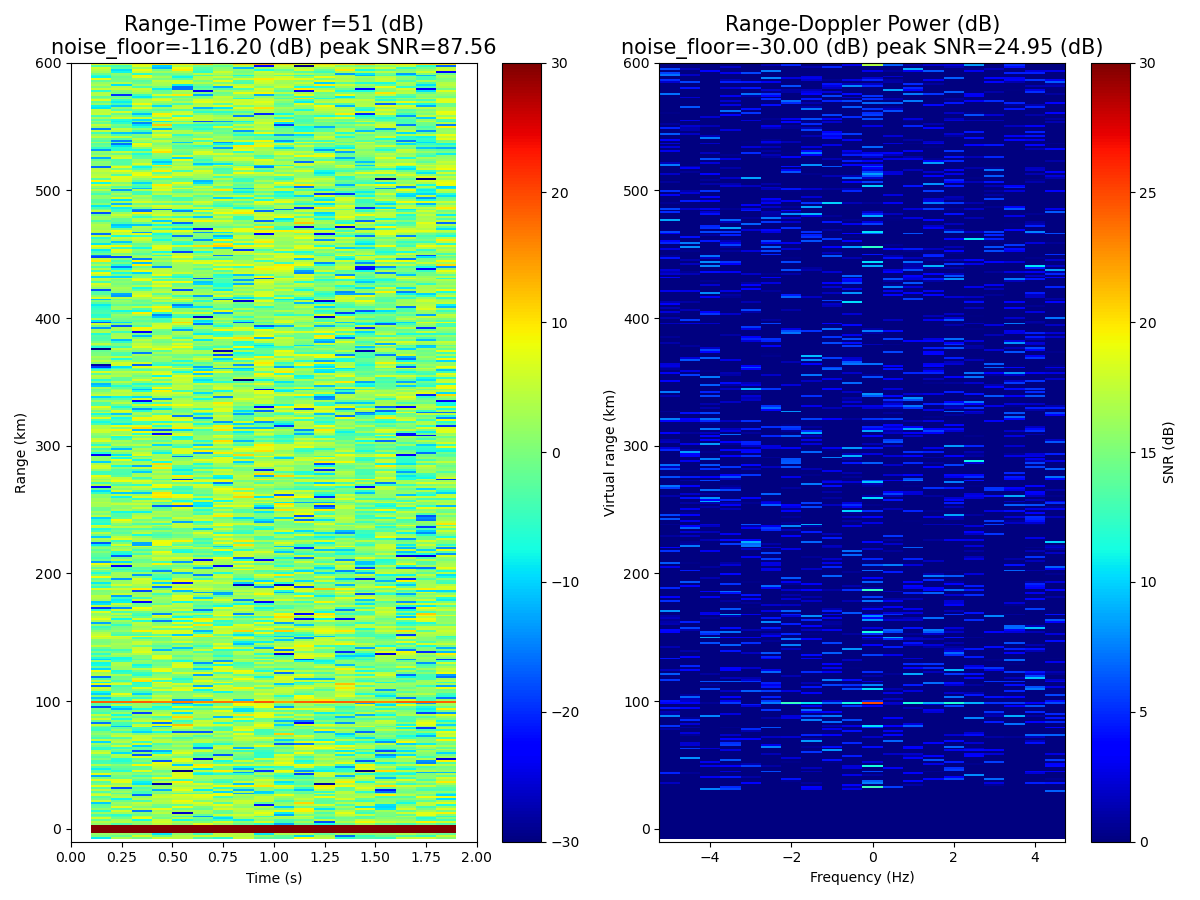 Range-Time Power f=51 (dB)
noise_floor=-116.20 (dB) peak SNR=87.56
Range-Doppler Power (dB)
noise_floor=-30.00 (dB) peak SNR=24.95 (dB)
600
500
400
300
200
100
0
Range (km)
0.00 0.25 0.50 0.75 1.00 1.25 1.50 1.75 2.00
Time (s)
30
20
10
0
−10
−20
−30
600
500
400
300
200
100
0
Virtual range (km)
−4 −2 0 2 4
Frequency (Hz)
30
25
20
15
10
5
0
SNR (dB)